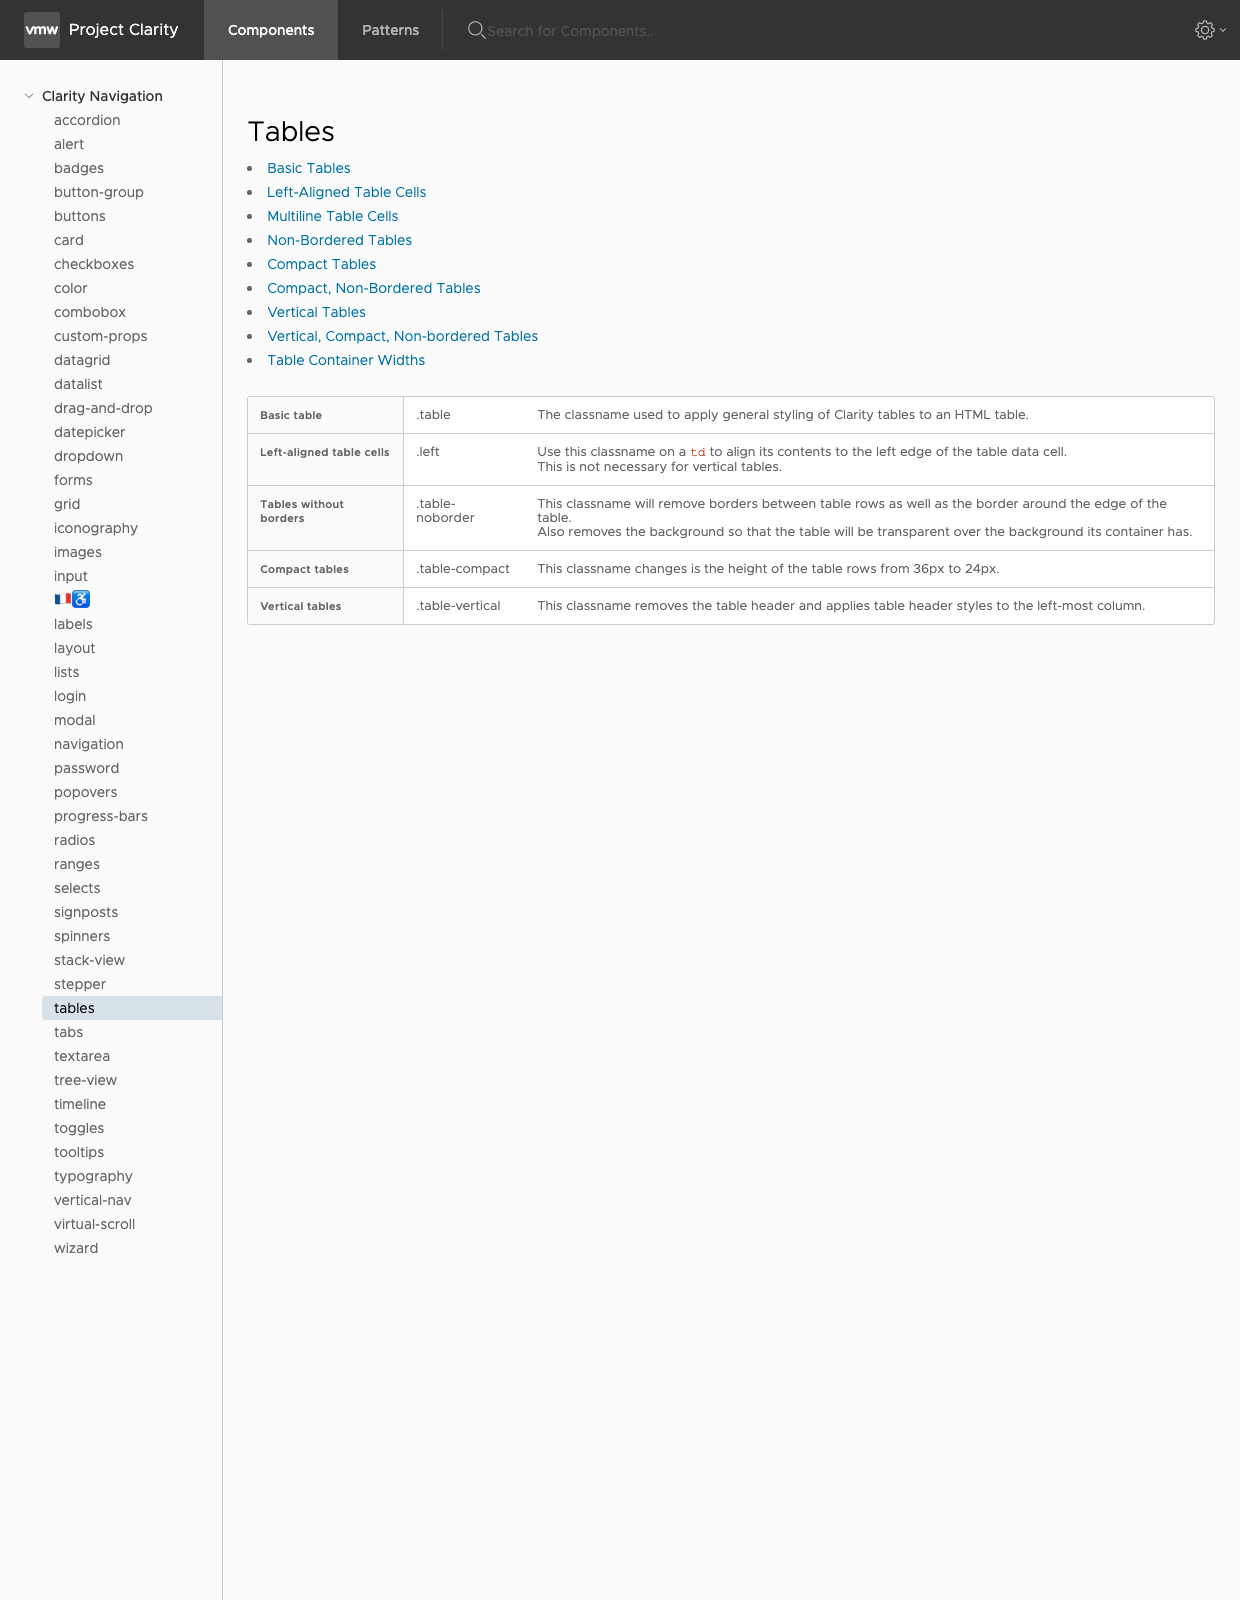 vmw Project Clarity Components Patterns Search for Components..
Clarity Navigation
accordion
alert
badges
button-group
buttons
card
checkboxes
color
combobox
custom-props
datagrid
datalist
drag-and-drop
datepicker
dropdown
forms
grid
iconography
images
input
🇫🇷♿
labels
layout
lists
login
modal
navigation
password
popovers
progress-bars
radios
ranges
selects
signposts
spinners
stack-view
stepper
tables
tabs
textarea
tree-view
timeline
toggles
tooltips
typography
vertical-nav
virtual-scroll
wizard
Tables
Basic Tables
Left-Aligned Table Cells
Multiline Table Cells
Non-Bordered Tables
Compact Tables
Compact, Non-Bordered Tables
Vertical Tables
Vertical, Compact, Non-bordered Tables
Table Container Widths
Basic table .table The classname used to apply general styling of Clarity tables to an HTML table.
Left-aligned table cells .left Use this classname on a td to align its contents to the left edge of the table data cell.
This is not necessary for vertical tables.
Tables without .table- This classname will remove borders between table rows as well as the border around the edge of the
borders noborder table.
Also removes the background so that the table will be transparent over the background its container has.
Compact tables .table-compact This classname changes is the height of the table rows from 36px to 24px.
Vertical tables .table-vertical This classname removes the table header and applies table header styles to the left-most column.